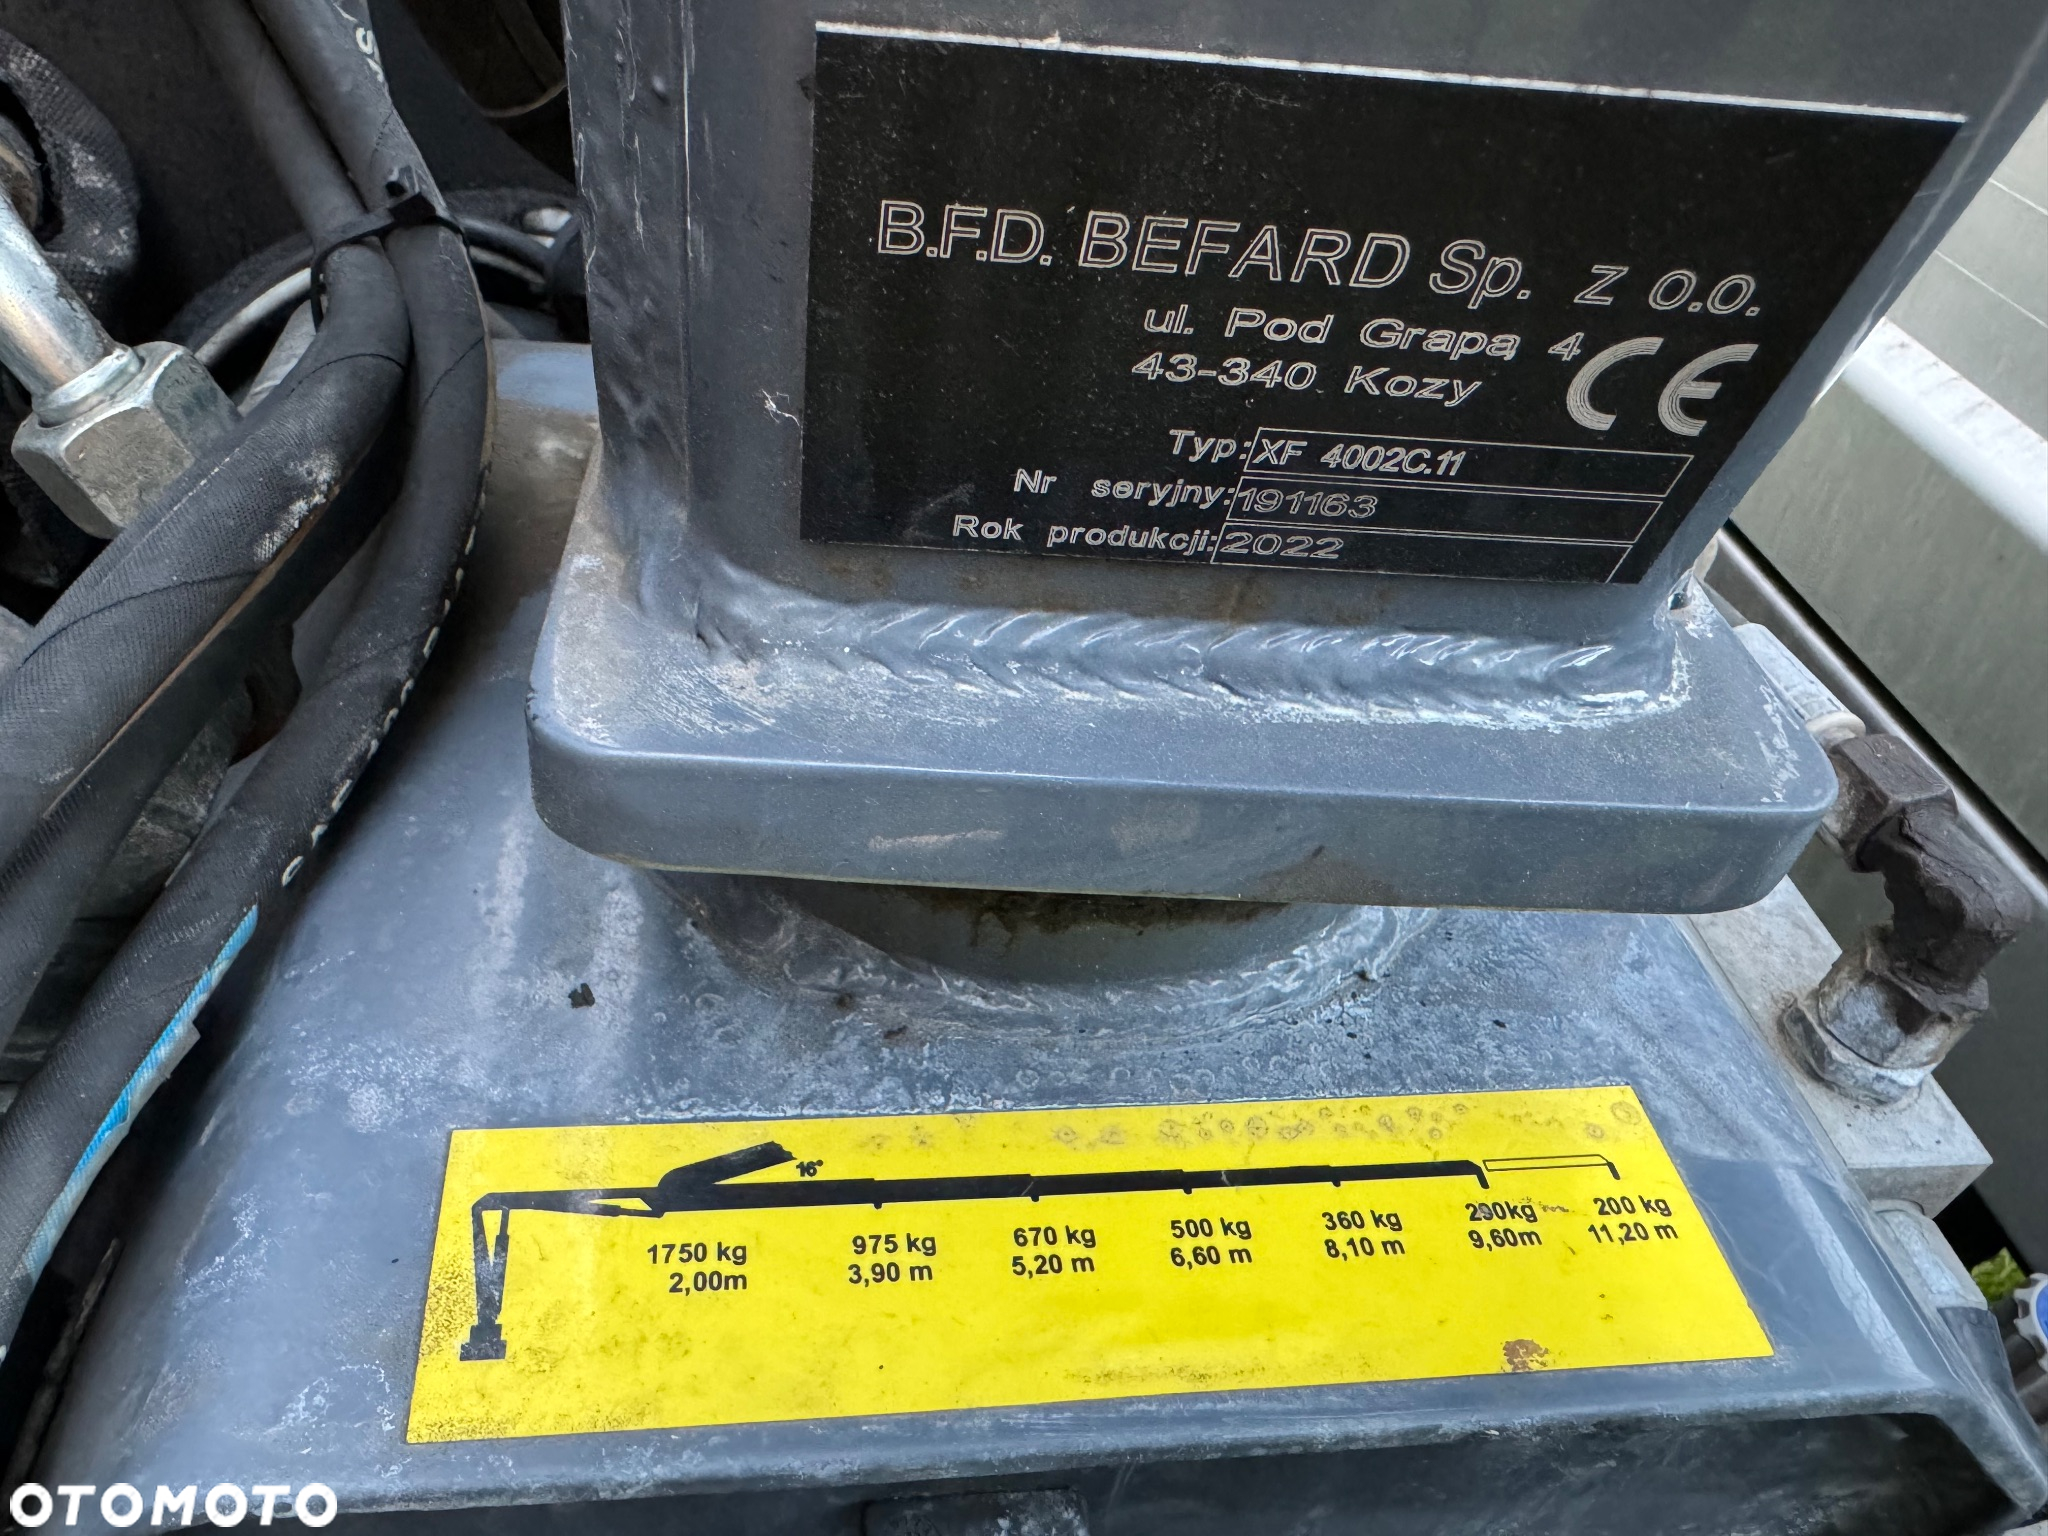 B.F.D. BEFARD Sp. z o.o.
ul. Pod Grapą 4
43-340 Kozy
CE
Typ: XF 4002C.11
Nr seryjny: 191163
Rok produkcji: 2022
16°
1750 kg 975 kg 670 kg 500 kg 360 kg 290kg 200 kg
2,00m 3,90 m 5,20 m 6,60 m 8,10 m 9,60m 11,20 m
OTOMOTO